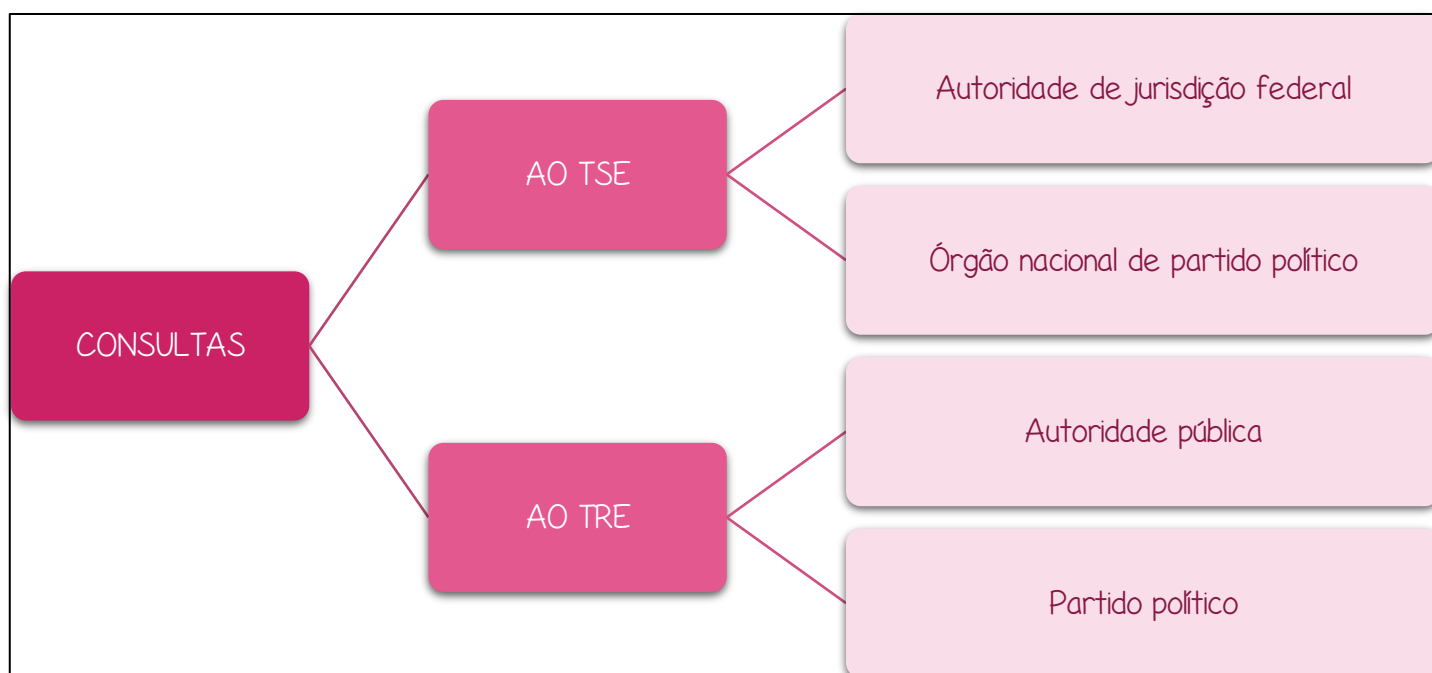 CONSULTAS
AO TSE
Autoridade de jurisdição federal
Órgão nacional de partido político
AO TRE
Autoridade pública
Partido político